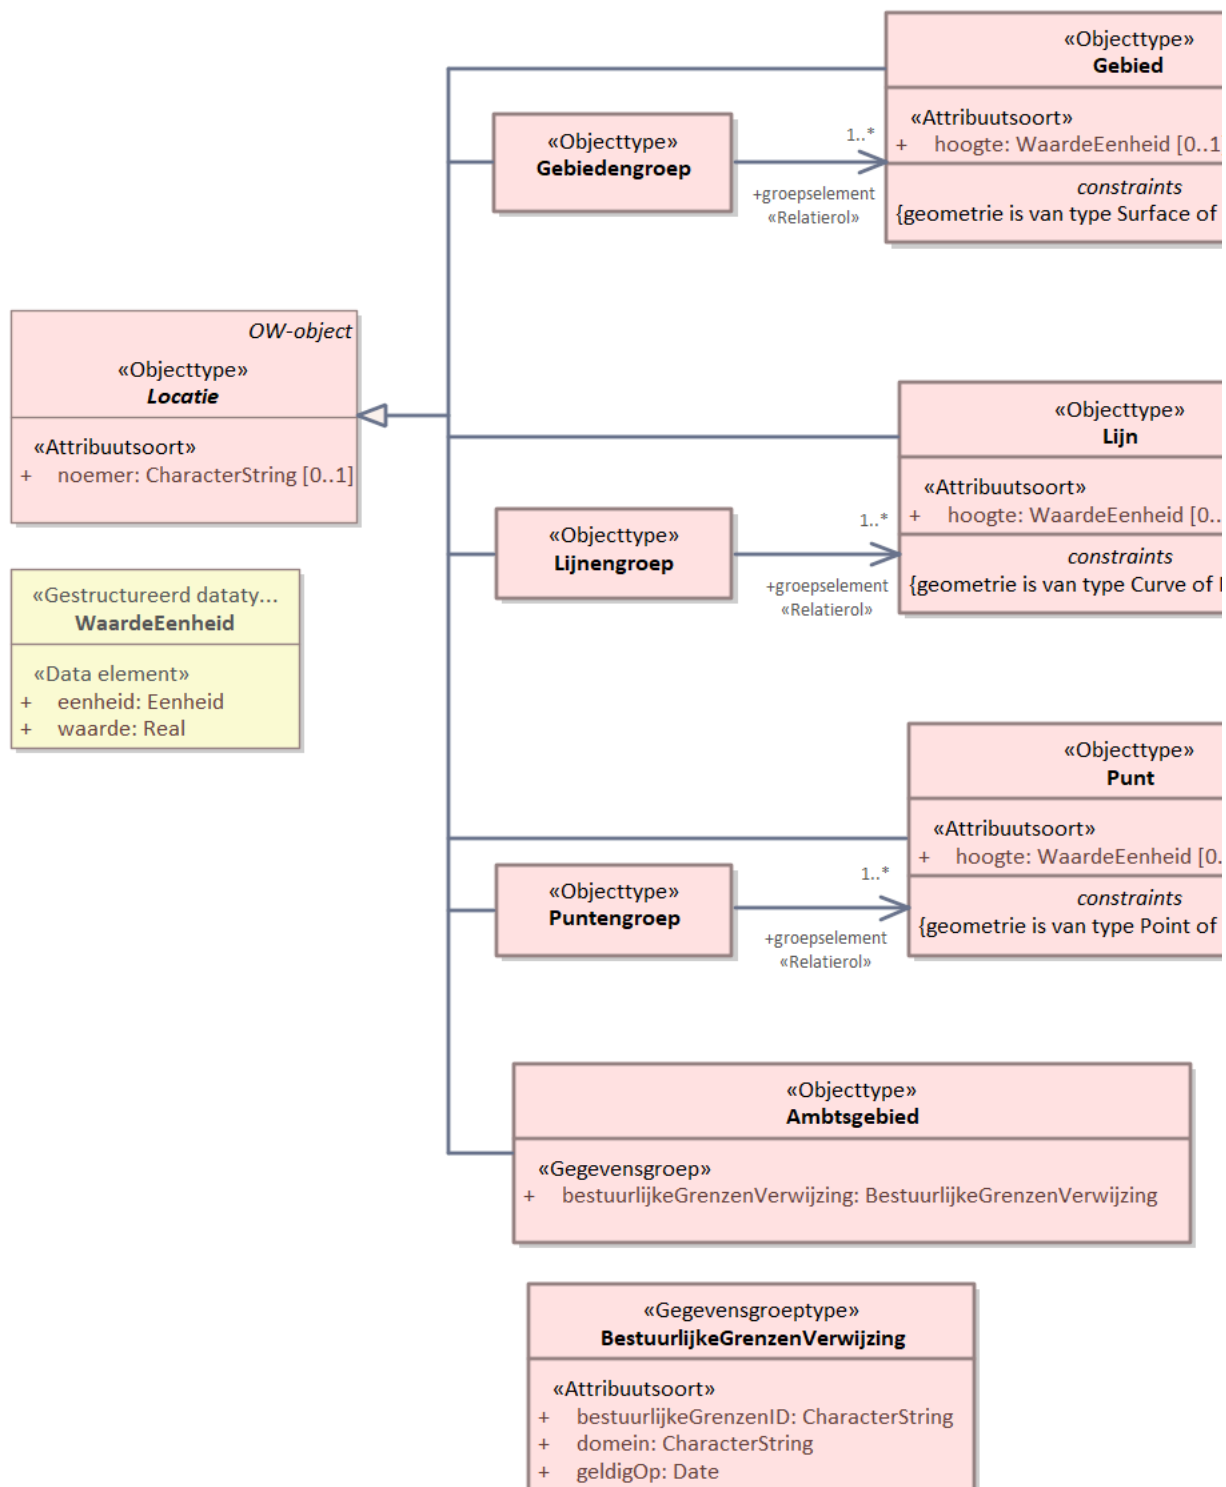 «Objecttype»
Gebied
«Attribuutsoort»
+ hoogte: WaardeEenheid [0..1
constraints
{geometrie is van type Surface of
«Objecttype»
Gebiedengroep
1..*
+groepselement
«Relatierol»
OW-object
«Objecttype»
Locatie
«Attribuutsoort»
+ noemer: CharacterString [0..1]
«Objecttype»
Lijn
«Attribuutsoort»
+ hoogte: WaardeEenheid [0..
constraints
{geometrie is van type Curve of
«Objecttype»
Lijnengroep
1..*
+groepselement
«Relatierol»
«Gestructureerd dataty...
WaardeEenheid
«Data element»
+ eenheid: Eenheid
+ waarde: Real
«Objecttype»
Punt
«Attribuutsoort»
+ hoogte: WaardeEenheid [0.
constraints
{geometrie is van type Point of
«Objecttype»
Puntengroep
1..*
+groepselement
«Relatierol»
«Objecttype»
Ambtsgebied
«Gegevensgroep»
+ bestuurlijkeGrenzenVerwijzing: BestuurlijkeGrenzenVerwijzing
«Gegevensgroeptype»
BestuurlijkeGrenzenVerwijzing
«Attribuutsoort»
+ bestuurlijkeGrenzenID: CharacterString
+ domein: CharacterString
+ geldigOp: Date